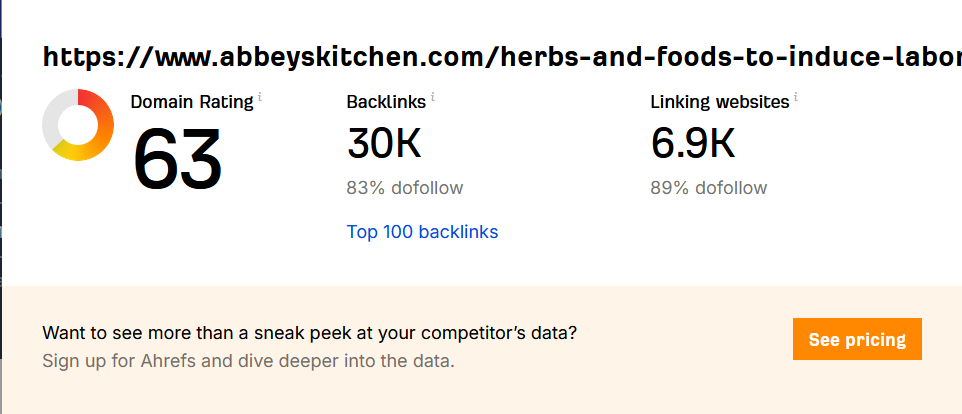 https://www.abbeyskitchen.com/herbs-and-foods-to-induce-labor
Domain Rating i
63
Backlinks i
30K
83% dofollow
Top 100 backlinks
Linking websites i
6.9K
89% dofollow
Want to see more than a sneak peek at your competitor’s data?
Sign up for Ahrefs and dive deeper into the data.
See pricing